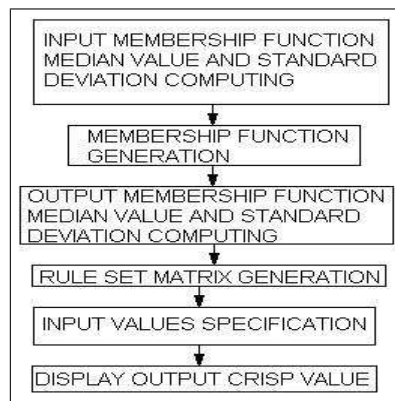 INPUT MEMBERSHIP FUNCTION
MEDIAN VALUE AND STANDARD
DEVIATION COMPUTING
MEMBERSHIP FUNCTION
GENERATION
OUTPUT MEMBERSHIP FUNCTION
MEDIAN VALUE AND STANDARD
DEVIATION COMPUTING
RULE SET MATRIX GENERATION
INPUT VALUES SPECIFICATION
DISPLAY OUTPUT CRISP VALUE